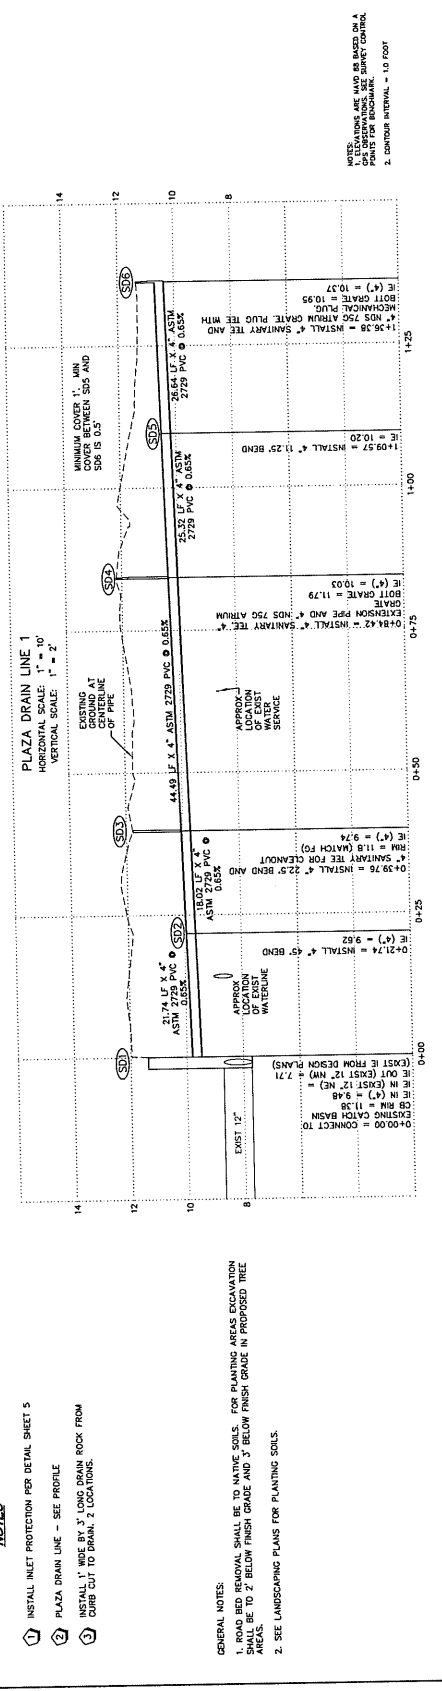 NOTES
1 INSTALL INLET PROTECTION PER DETAIL SHEET 5
2 PLAZA DRAIN LINE – SEE PROFILE
3 INSTALL 1' WIDE BY 3' LONG DRAIN ROCK FROM
CURB CUT TO DRAIN. 2 LOCATIONS.
GENERAL NOTES:
1. ROAD BED REMOVAL SHALL BE TO NATIVE SOILS. FOR PLANTING AREAS EXCAVATION
SHALL BE TO 2' BELOW FINISH GRADE AND 3' BELOW FINISH GRADE IN PROPOSED TREE
AREAS.
2. SEE LANDSCAPING PLANS FOR PLANTING SOILS.
PLAZA DRAIN LINE 1
HORIZONTAL SCALE: 1" = 10'
VERTICAL SCALE: 1" = 2'
14
12
10
8
14
12
10
8
SD1
SD2
SD3
SD4
SD5
SD6
EXISTING
GROUND AT
CENTERLINE
OF PIPE
MINIMUM COVER 1'. MIN
COVER BETWEEN SD5 AND
SD6 IS 0.5'
21.74 LF X 4"
ASTM 2729 PVC @
0.65%
18.02 LF X 4"
ASTM 2729 PVC @
0.65%
44.49 LF X 4" ASTM 2729 PVC @ 0.65%
25.32 LF X 4" ASTM
2729 PVC @ 0.65%
26.64 LF X 4" ASTM
2729 PVC @ 0.65%
EXIST 12"
APPROX
LOCATION
OF EXIST
WATERLINE
APPROX
LOCATION
OF EXIST
WATER
SERVICE
0+00.00 = CONNECT TO
EXISTING CATCH BASIN
CB RIM = 11.38
IE IN (4") = 9.48
IE IN (EXIST 12" NE) =
IE OUT (EXIST 12" NW) = 7.71
(EXIST IE FROM DESIGN PLANS)
0+21.74 = INSTALL 4" 45° BEND
IE (4") = 9.62
0+39.76 = INSTALL 4" 22.5° BEND AND
4" SANITARY TEE FOR CLEANOUT
RIM = 11.8 (MATCH FG)
IE (4") = 9.74
0+84.42 = INSTALL 4" SANITARY TEE, 4"
EXTENSION PIPE AND 4" NDS 75G ATRIUM
GRATE
BOTT GRATE = 11.79
IE (4") = 10.03
1+09.57 = INSTALL 4" 11.25° BEND
IE = 10.20
1+36.38 = INSTALL 4" SANITARY TEE AND
4" NDS 75G ATRIUM GRATE. PLUG TEE WITH
MECHANICAL PLUG.
BOTT GRATE = 10.95
IE (4") = 10.37
0+00
0+25
0+50
0+75
1+00
1+25
NOTES:
1. ELEVATIONS ARE NAVD 88 BASED ON A
GPS OBSERVATIONS. SEE SURVEY CONTROL
POINTS FOR BENCHMARK.
2. CONTOUR INTERVAL = 1.0 FOOT